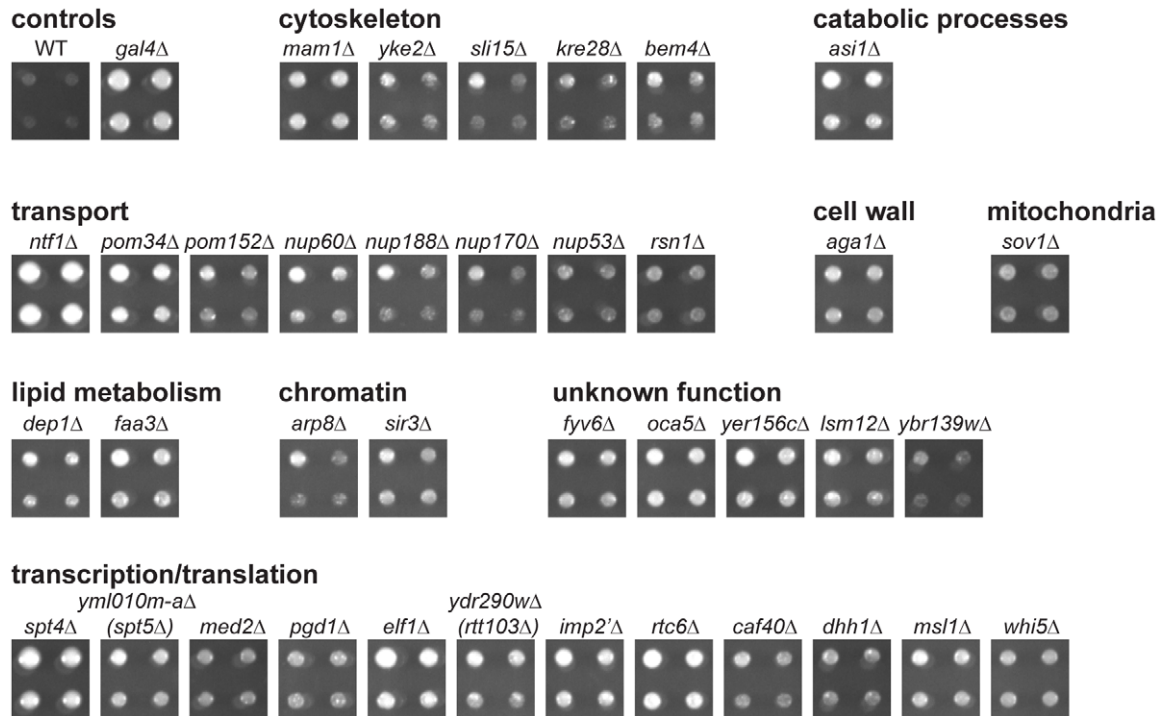 controls cytoskeleton catabolic processes
WT gal4Δ mam1Δ yke2Δ sli15Δ kre28Δ bem4Δ asi1Δ
transport cell wall mitochondria
ntf1Δ pom34Δ pom152Δ nup60Δ nup188Δ nup170Δ nup53Δ rsn1Δ aga1Δ sov1Δ
lipid metabolism chromatin unknown function
dep1Δ faa3Δ arp8Δ sir3Δ fyv6Δ oca5Δ yer156cΔ lsm12Δ ybr139wΔ
transcription/translation
yml010m-aΔ ydr290wΔ
spt4Δ (spt5Δ) med2Δ pgd1Δ elf1Δ (rtt103Δ) imp2'Δ rtc6Δ caf40Δ dhh1Δ msl1Δ whi5Δ